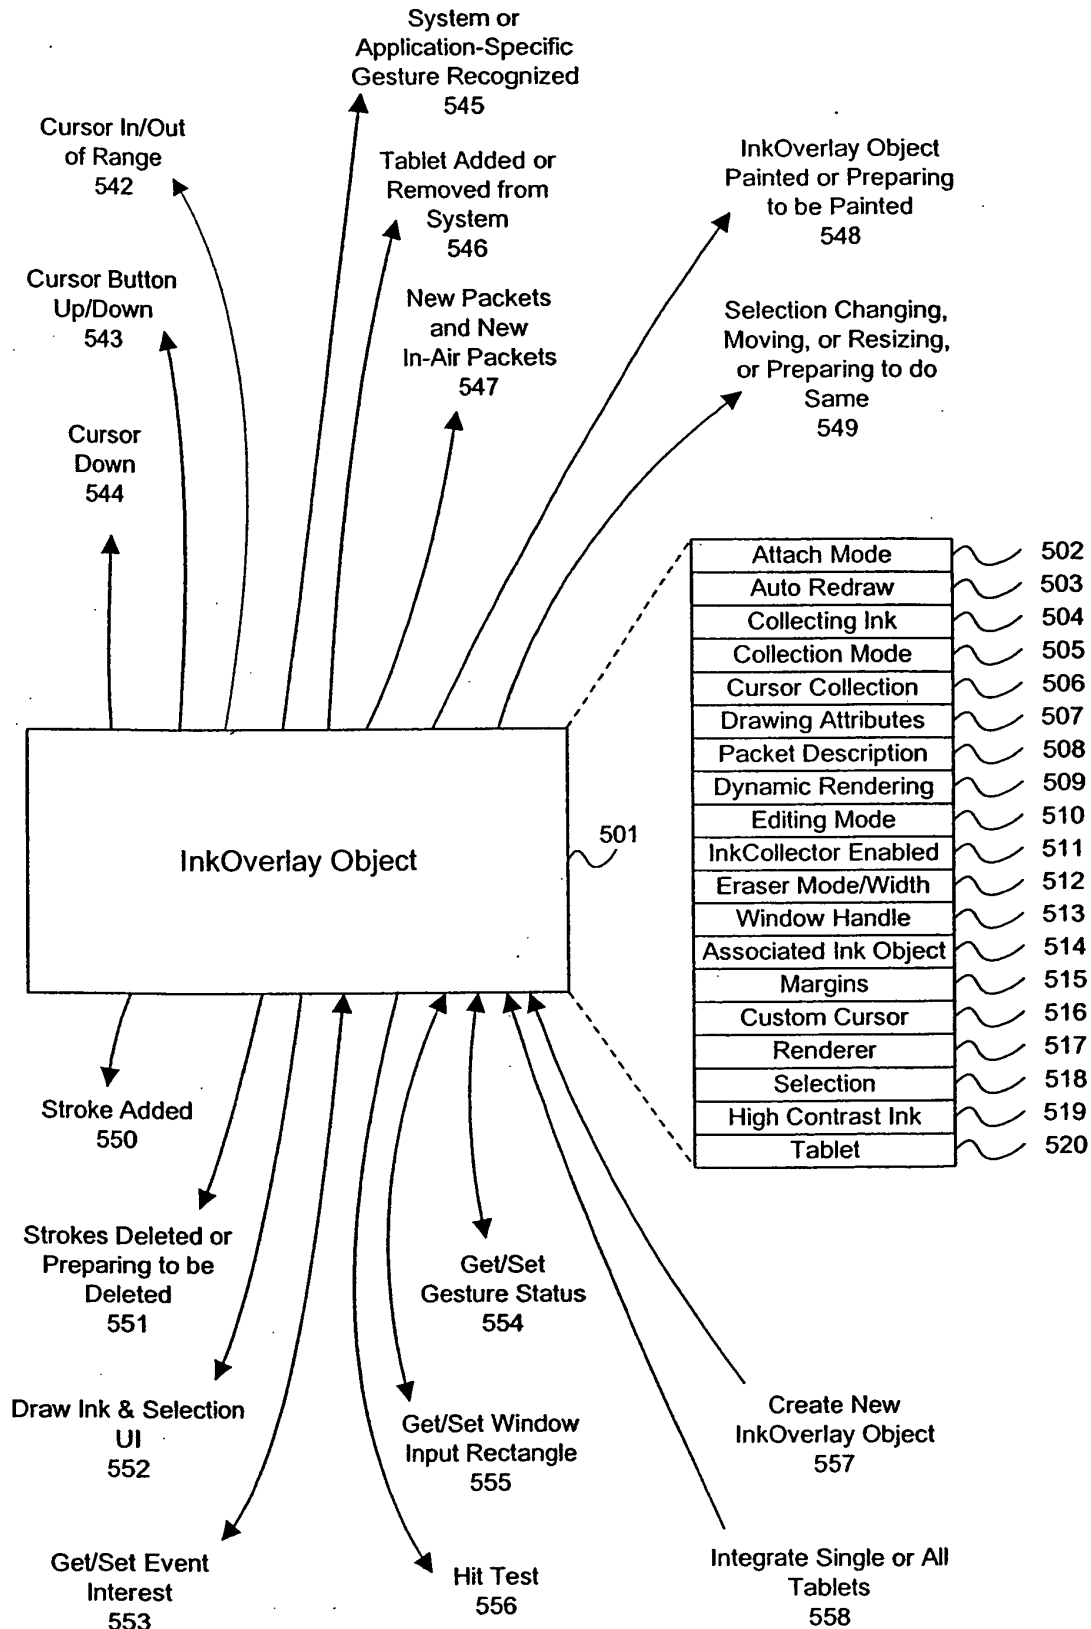 System or
Application-Specific
Gesture Recognized
545
Cursor In/Out
of Range
542
Tablet Added or
Removed from
System
546
InkOverlay Object
Painted or Preparing
to be Painted
548
Cursor Button
Up/Down
543
New Packets
and New
In-Air Packets
547
Selection Changing,
Moving, or Resizing,
or Preparing to do
Same
549
Cursor
Down
544
Attach Mode 502
Auto Redraw 503
Collecting Ink 504
Collection Mode 505
Cursor Collection 506
Drawing Attributes 507
Packet Description 508
Dynamic Rendering 509
Editing Mode 510
InkCollector Enabled 511
Eraser Mode/Width 512
Window Handle 513
Associated Ink Object 514
Margins 515
Custom Cursor 516
Renderer 517
Selection 518
High Contrast Ink 519
Tablet 520
InkOverlay Object 501
Stroke Added
550
Strokes Deleted or
Preparing to be
Deleted
551
Get/Set
Gesture Status
554
Draw Ink & Selection
UI
552
Get/Set Window
Input Rectangle
555
Create New
InkOverlay Object
557
Get/Set Event
Interest
553
Hit Test
556
Integrate Single or All
Tablets
558